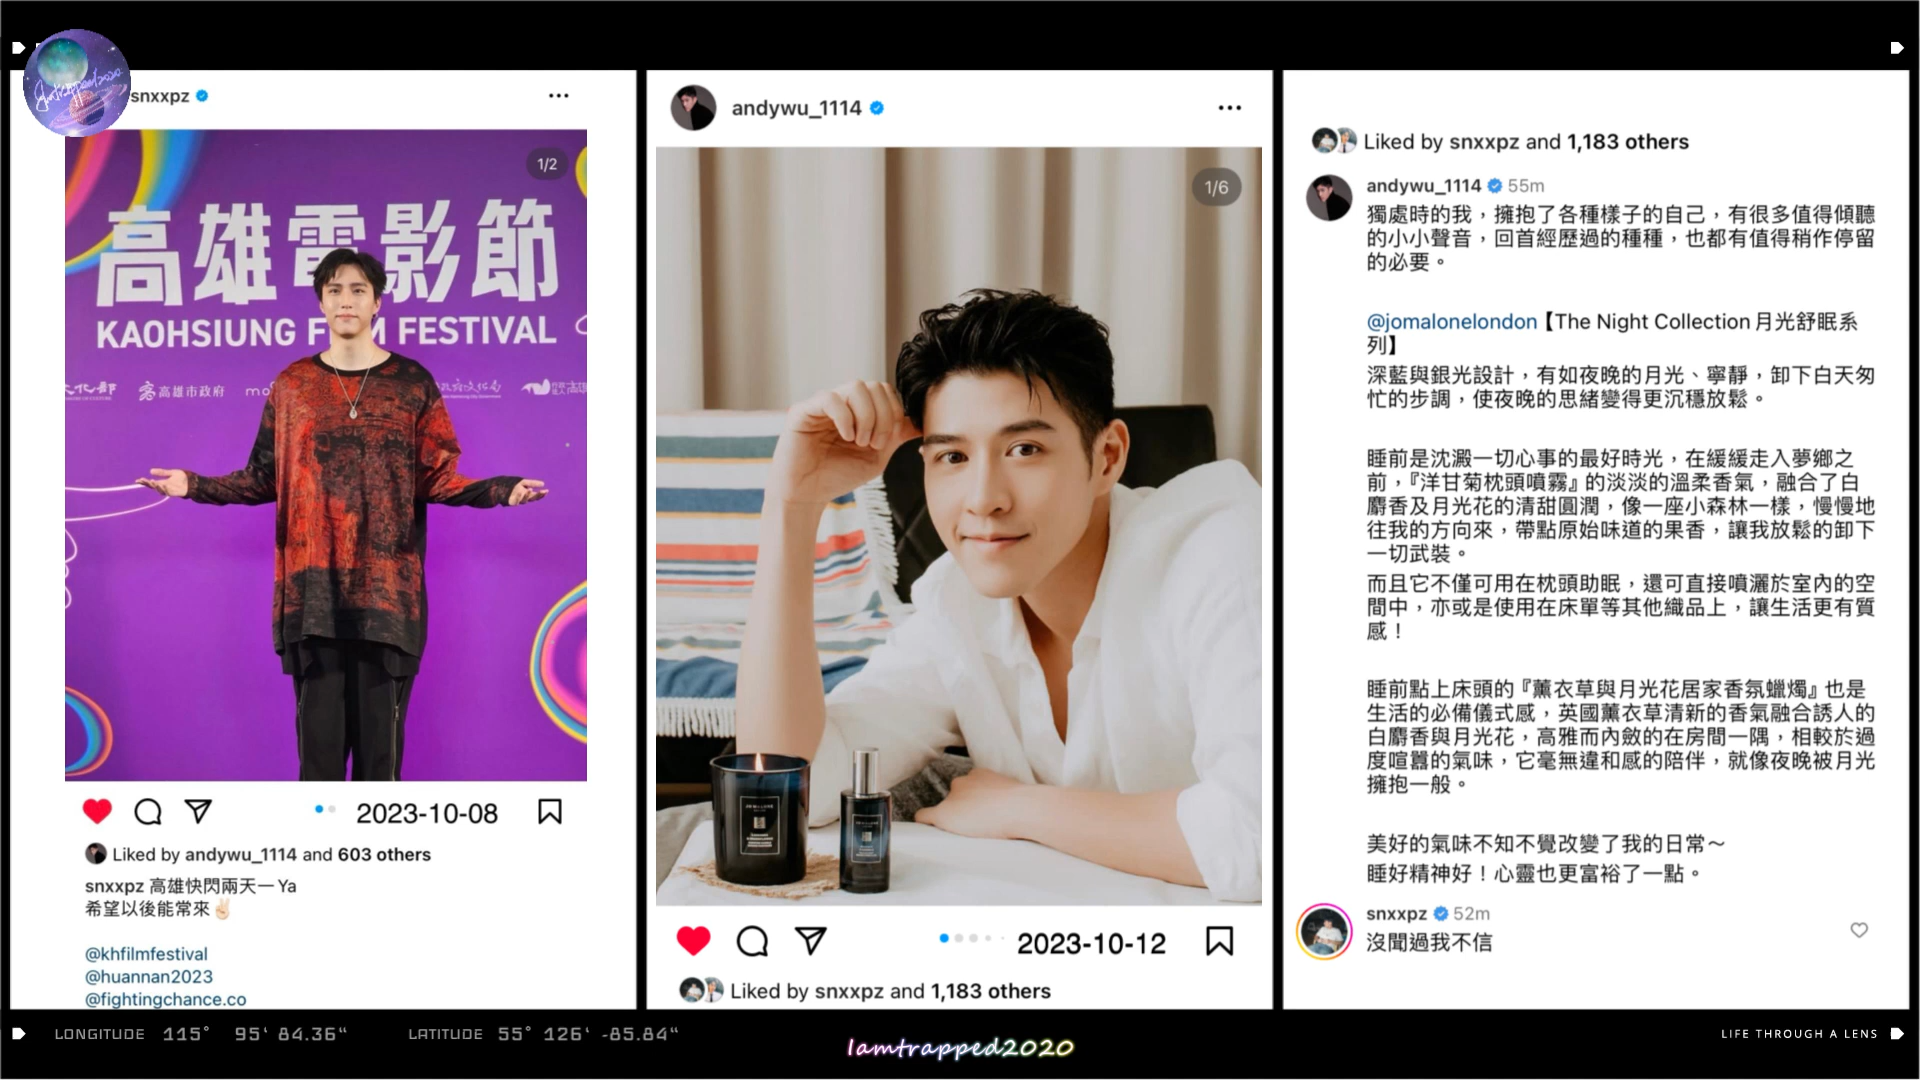 snxxpz
1/2
高雄電影節
KAOHSIUNG F M FESTIVAL
高雄市政府
2023-10-08
Liked by andywu_1114 and 603 others
snxxpz 高雄快閃兩天一Ya
希望以後能常來✌🏻
@khfilmfestival
@huannan2023
@fightingchance.co
andywu_1114
1/6
JO MALONE
2023-10-12
Liked by snxxpz and 1,183 others
Liked by snxxpz and 1,183 others
andywu_1114 55m
獨處時的我，擁抱了各種樣子的自己，有很多值得傾聽
的小小聲音，回首經歷過的種種，也都有值得稍作停留
的必要。
@jomalonelondon【The Night Collection 月光舒眠系
列】
深藍與銀光設計，有如夜晚的月光、寧靜，卸下白天匆
忙的步調，使夜晚的思緒變得更沉穩放鬆。
睡前是沈澱一切心事的最好時光，在緩緩走入夢鄉之
前，『洋甘菊枕頭噴霧』的淡淡的溫柔香氣，融合了白
麝香及月光花的清甜圓潤，像一座小森林一樣，慢慢地
往我的方向來，帶點原始味道的果香，讓我放鬆的卸下
一切武裝。
而且它不僅可用在枕頭助眠，還可直接噴灑於室內的空
間中，亦或是使用在床單等其他織品上，讓生活更有質
感！
睡前點上床頭的『薰衣草與月光花居家香氛蠟燭』也是
生活的必備儀式感，英國薰衣草清新的香氣融合誘人的
白麝香與月光花，高雅而內斂的在房間一隅，相較於過
度喧囂的氣味，它毫無違和感的陪伴，就像夜晚被月光
擁抱一般。
美好的氣味不知不覺改變了我的日常～
睡好精神好！心靈也更富裕了一點。
snxxpz 52m
沒聞過我不信
LONGITUDE 115° 95‘ 84.36“ LATITUDE 55° 126‘ -85.84“
Iamtrapped2020
LIFE THROUGH A LENS